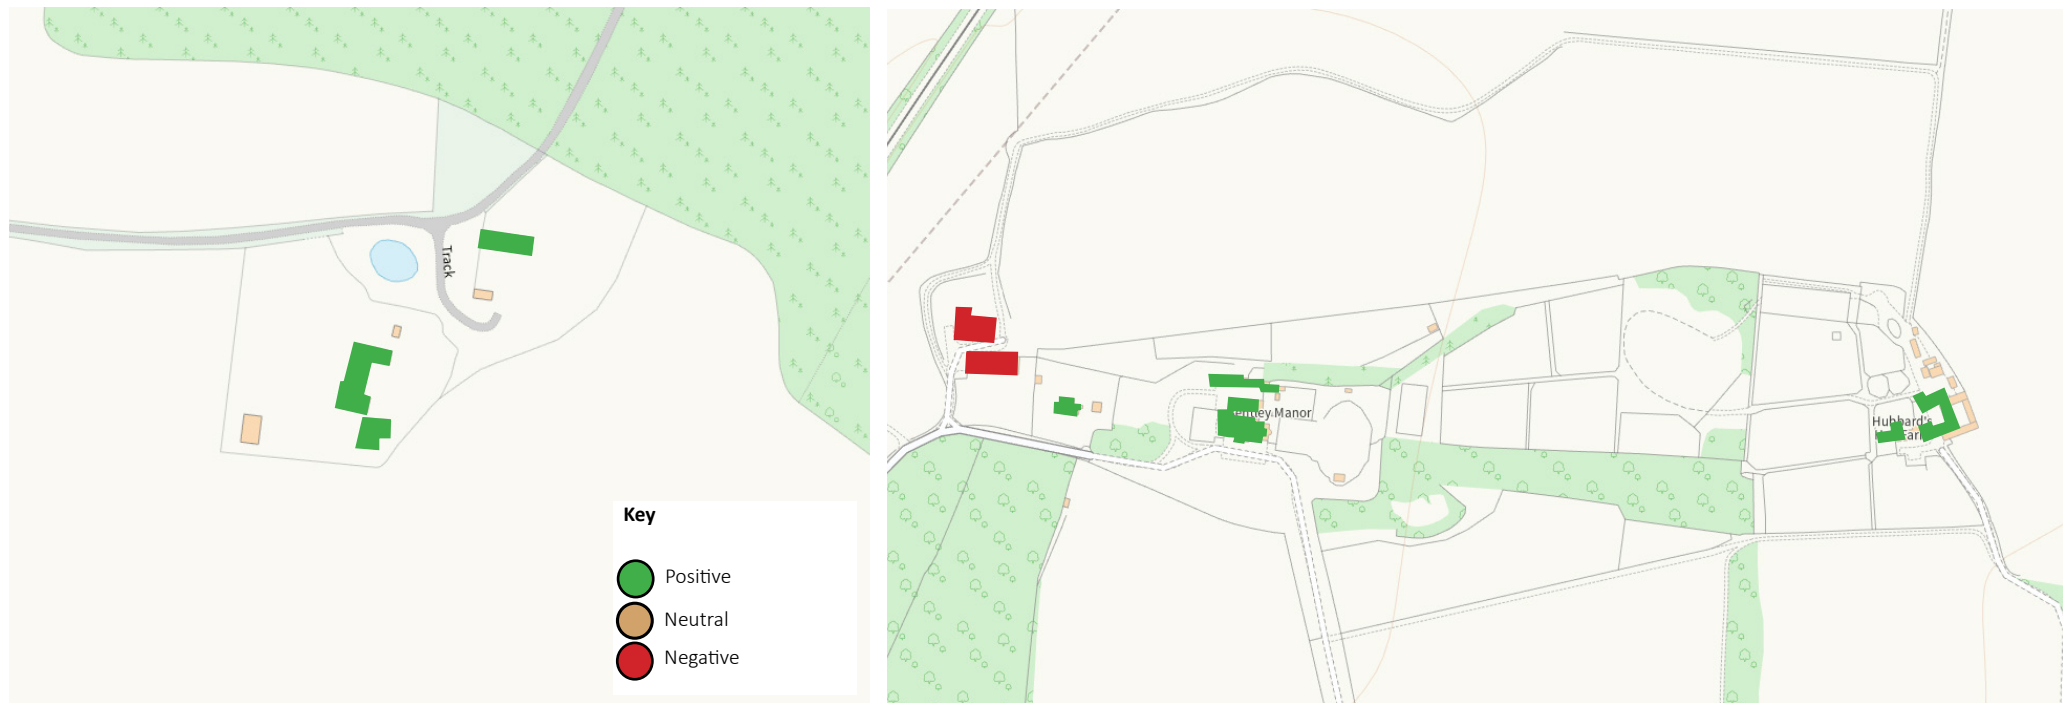 Track
Key
Positive
Neutral
Negative
Manor
Hubbard's